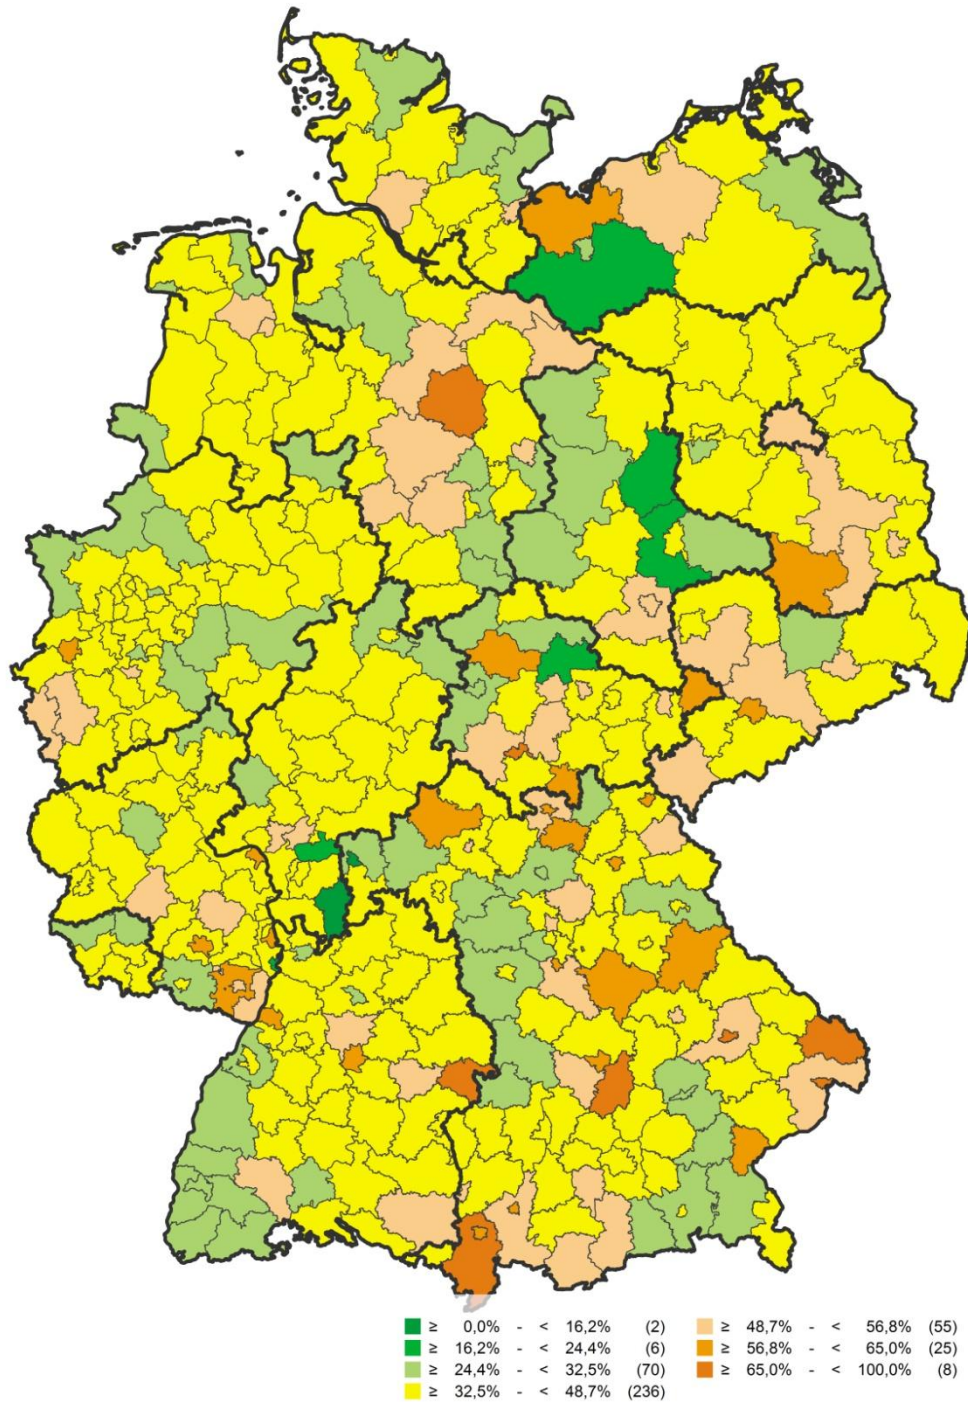 ≥ 0,0% - < 16,2% (2)
≥ 16,2% - < 24,4% (6)
≥ 24,4% - < 32,5% (70)
≥ 32,5% - < 48,7% (236)
≥ 48,7% - < 56,8% (55)
≥ 56,8% - < 65,0% (25)
≥ 65,0% - < 100,0% (8)